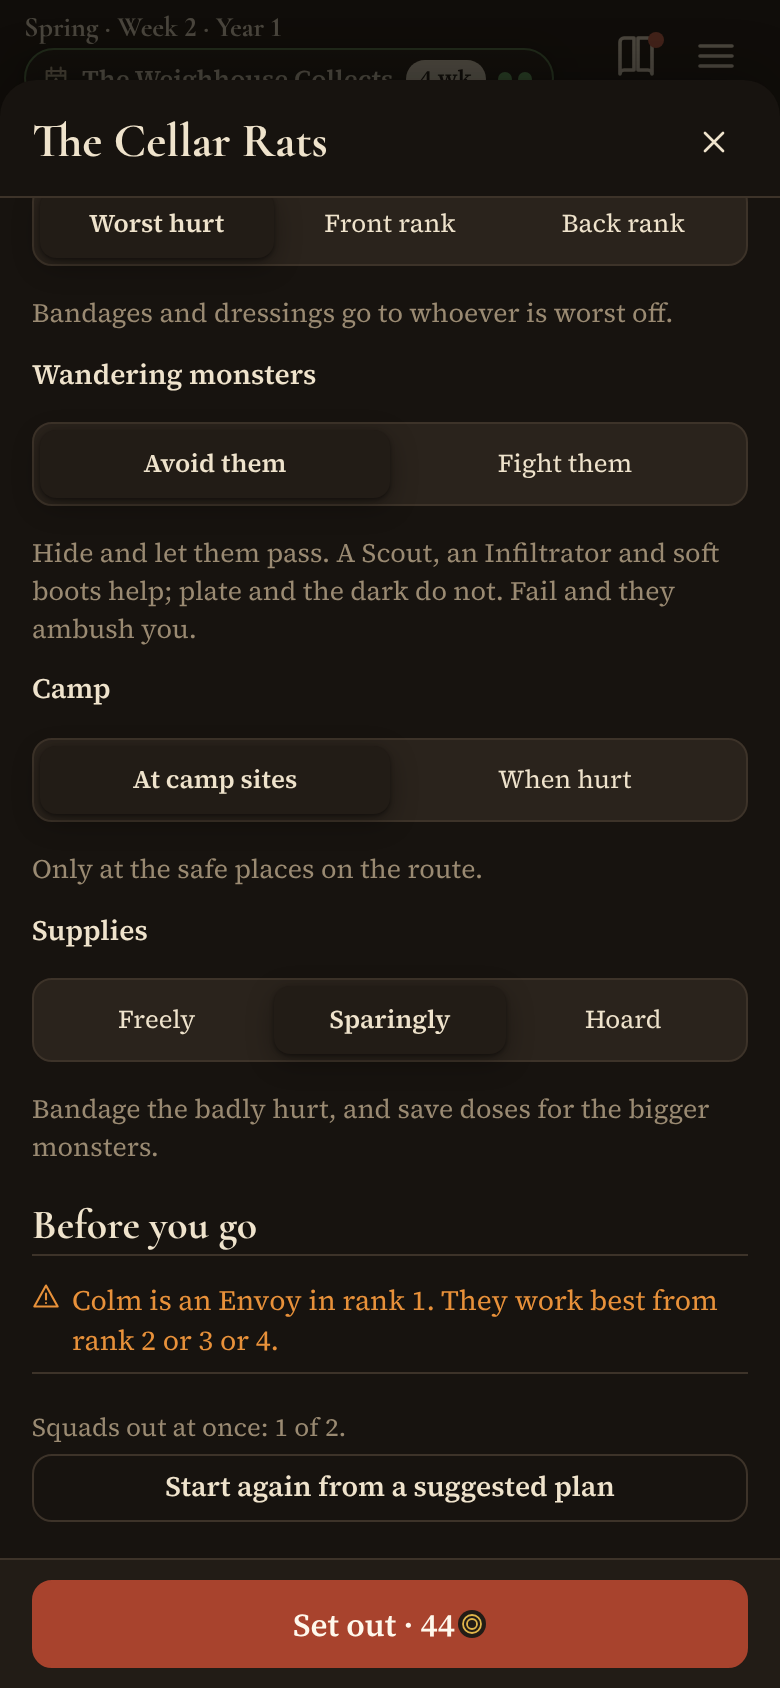 Spring · Week 2 · Year 1
The Weighhouse Collects 4 wk
The Cellar Rats
Worst hurt Front rank Back rank
Bandages and dressings go to whoever is worst off.
Wandering monsters
Avoid them Fight them
Hide and let them pass. A Scout, an Infiltrator and soft
boots help; plate and the dark do not. Fail and they
ambush you.
Camp
At camp sites When hurt
Only at the safe places on the route.
Supplies
Freely Sparingly Hoard
Bandage the badly hurt, and save doses for the bigger
monsters.
Before you go
Colm is an Envoy in rank 1. They work best from
rank 2 or 3 or 4.
Squads out at once: 1 of 2.
Start again from a suggested plan
Set out · 44